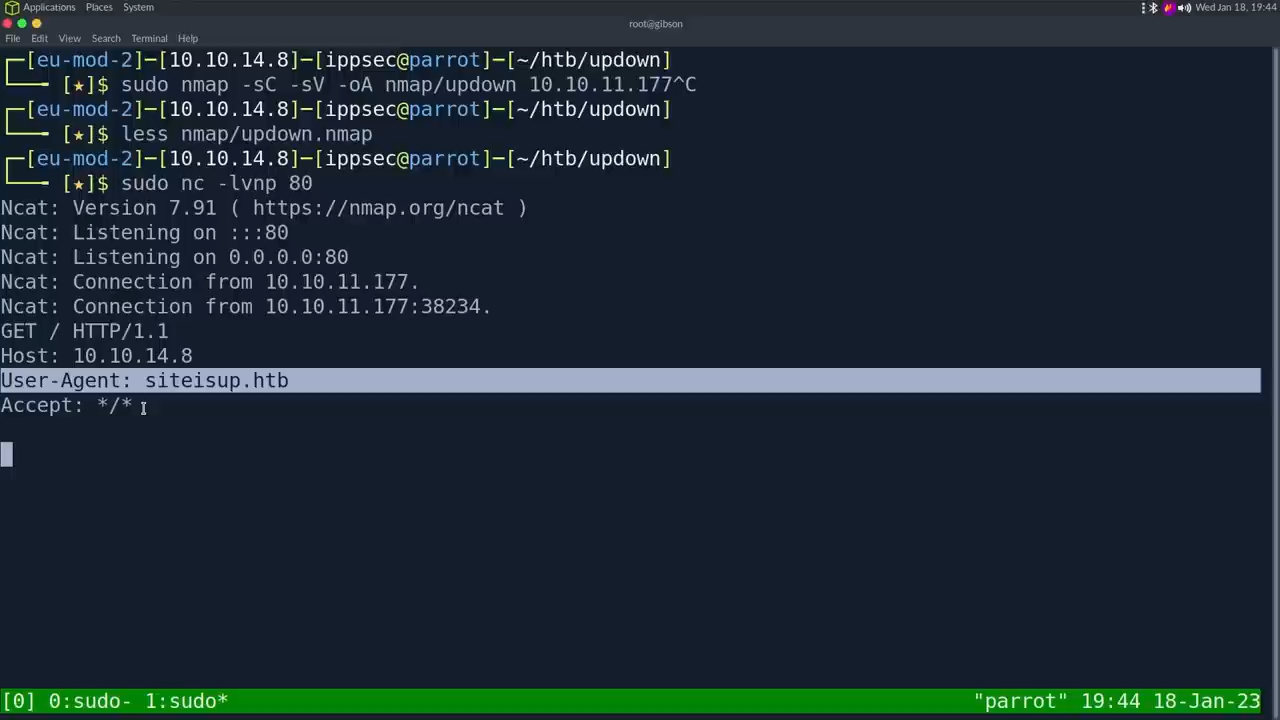 Applications Places System
Wed Jan 18, 19:44
root@gibson
File Edit View Search Terminal Help
┌─[eu-mod-2]─[10.10.14.8]─[ippsec@parrot]─[~/htb/updown]
└──╼ [★]$ sudo nmap -sC -sV -oA nmap/updown 10.10.11.177^C
┌─[eu-mod-2]─[10.10.14.8]─[ippsec@parrot]─[~/htb/updown]
└──╼ [★]$ less nmap/updown.nmap
┌─[eu-mod-2]─[10.10.14.8]─[ippsec@parrot]─[~/htb/updown]
└──╼ [★]$ sudo nc -lvnp 80
Ncat: Version 7.91 ( https://nmap.org/ncat )
Ncat: Listening on :::80
Ncat: Listening on 0.0.0.0:80
Ncat: Connection from 10.10.11.177.
Ncat: Connection from 10.10.11.177:38234.
GET / HTTP/1.1
Host: 10.10.14.8
User-Agent: siteisup.htb
Accept: */*
[0] 0:sudo- 1:sudo* "parrot" 19:44 18-Jan-23